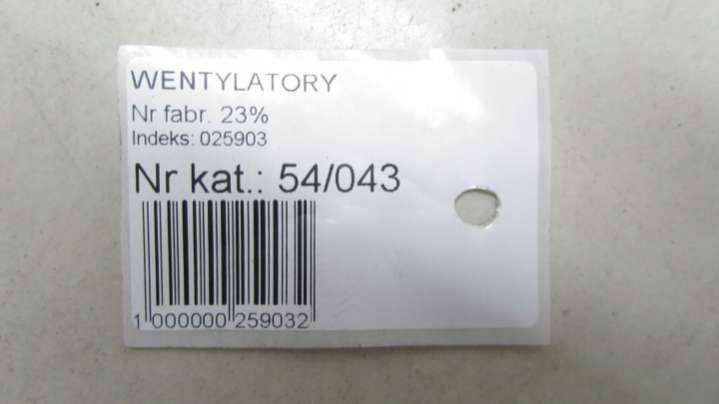 WENTYLATORY
Nr fabr. 23%
Indeks: 025903
Nr kat.: 54/043
1 000000 259032